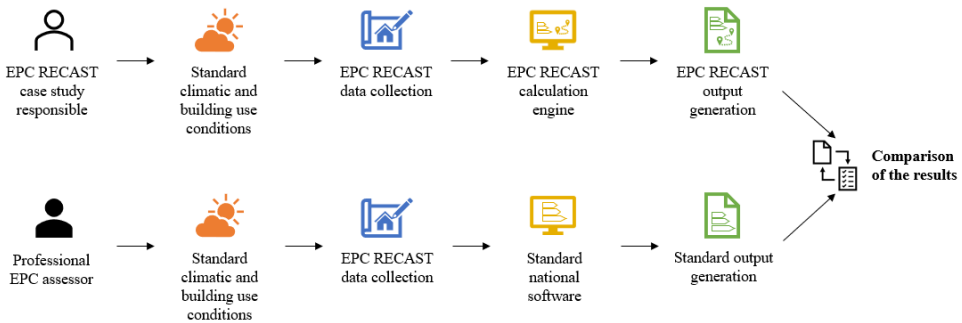 EPC RECAST
case study
responsible
Standard
climatic and
building use
conditions
EPC RECAST
data collection
EPC RECAST
calculation
engine
EPC RECAST
output
generation
Comparison
of the results
Professional
EPC assessor
Standard
climatic and
building use
conditions
EPC RECAST
data collection
Standard
national
software
Standard output
generation